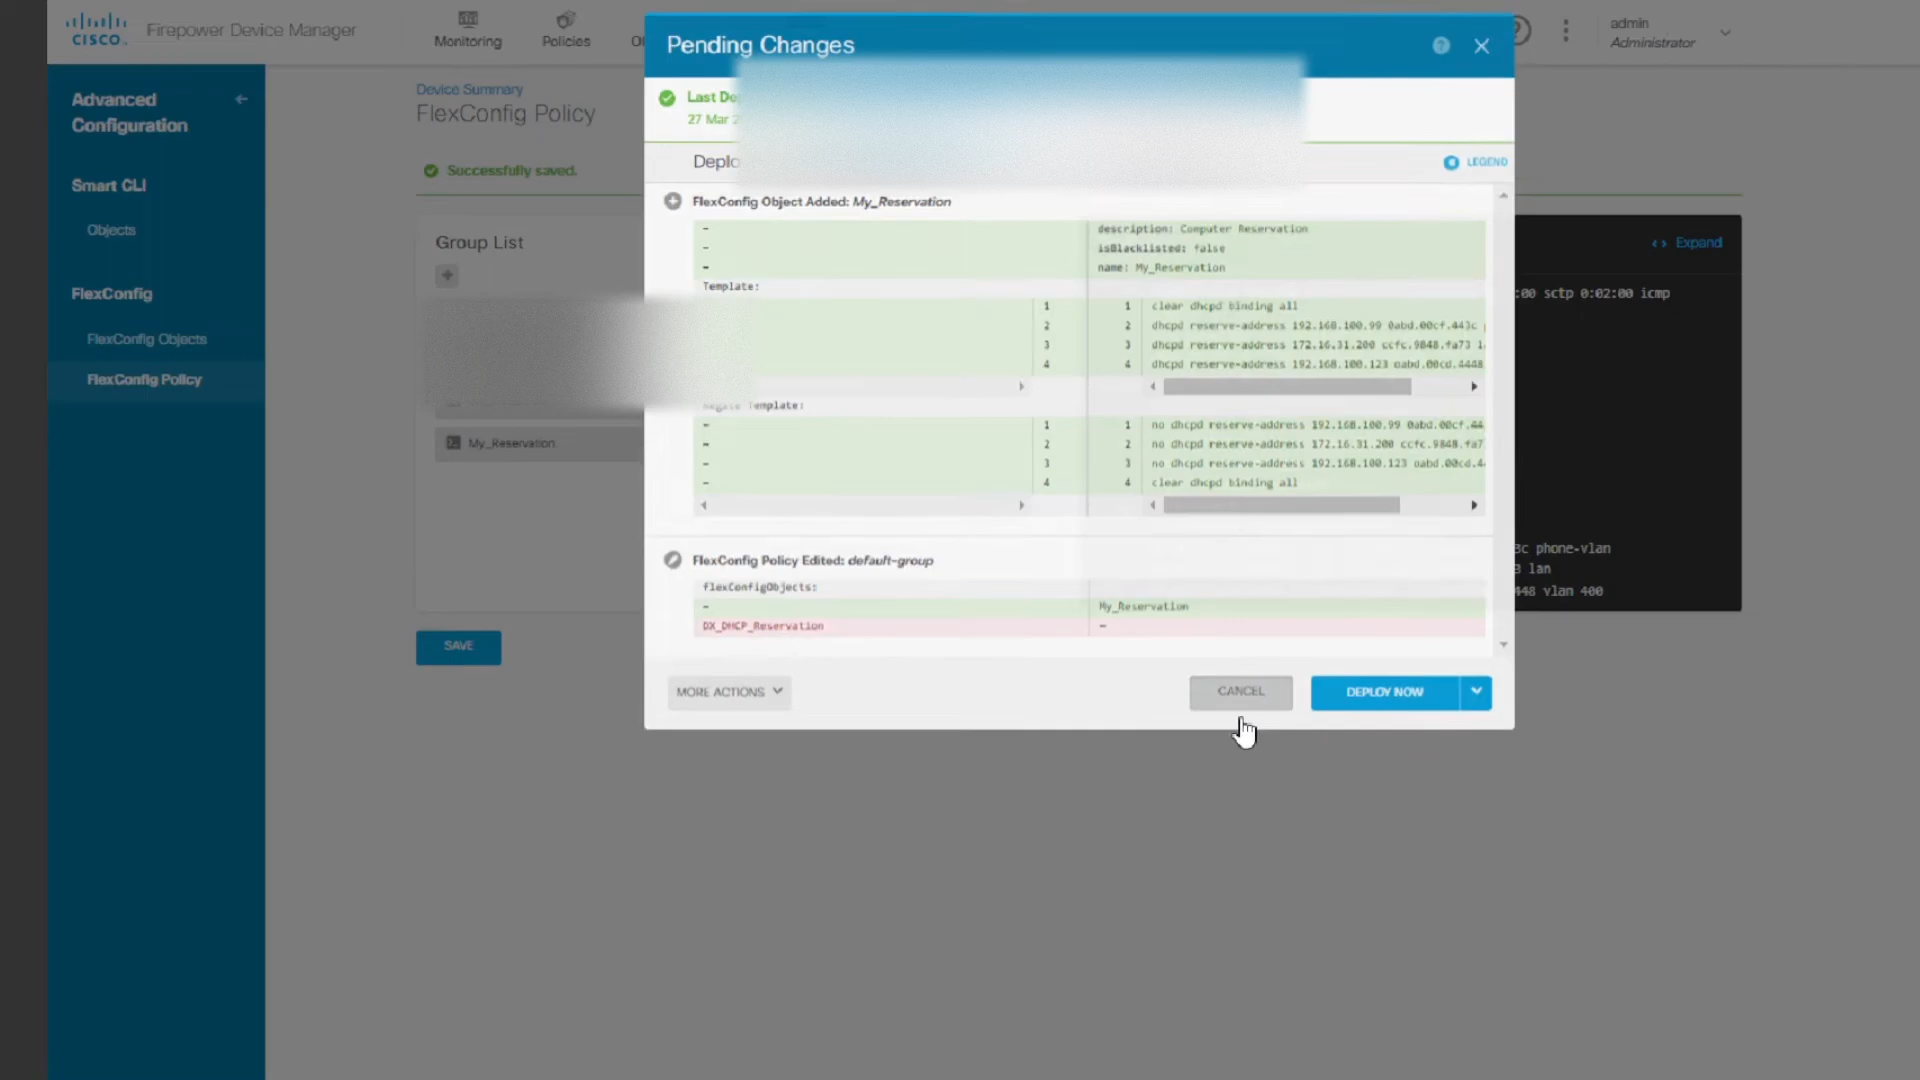 CISCO
Firepower Device Manager
Monitoring
Policies
admin
Administrator
Pending Changes
Advanced
Configuration
Smart CLI
Objects
FlexConfig
FlexConfig Objects
FlexConfig Policy
Device Summary
FlexConfig Policy
Successfully saved.
Group List
My_Reservation
SAVE
Last De
27 Mar 2
Deplo
LEGEND
FlexConfig Object Added: My_Reservation
- description: Computer Reservation
- isBlacklisted: false
- name: My_Reservation
Template:
1 1 clear dhcpd binding all
2 2 dhcpd reserve-address 192.168.100.99 0abd.00cf.443c
3 3 dhcpd reserve-address 172.16.31.200 ccfc.9848.fa73 l
4 4 dhcpd reserve-address 192.168.100.123 oabd.00cd.4448
Template:
- 1 1 no dhcpd reserve-address 192.168.100.99 0abd.00cf.44
- 2 2 no dhcpd reserve-address 172.16.31.200 ccfc.9848.fa7
- 3 3 no dhcpd reserve-address 192.168.100.123 oabd.00cd.4
- 4 4 clear dhcpd binding all
FlexConfig Policy Edited: default-group
flexConfigObjects:
- My_Reservation
DX_DHCP_Reservation -
MORE ACTIONS
CANCEL
DEPLOY NOW
Expand
:00 sctp 0:02:00 icmp
3c phone-vlan
3 lan
448 vlan 400